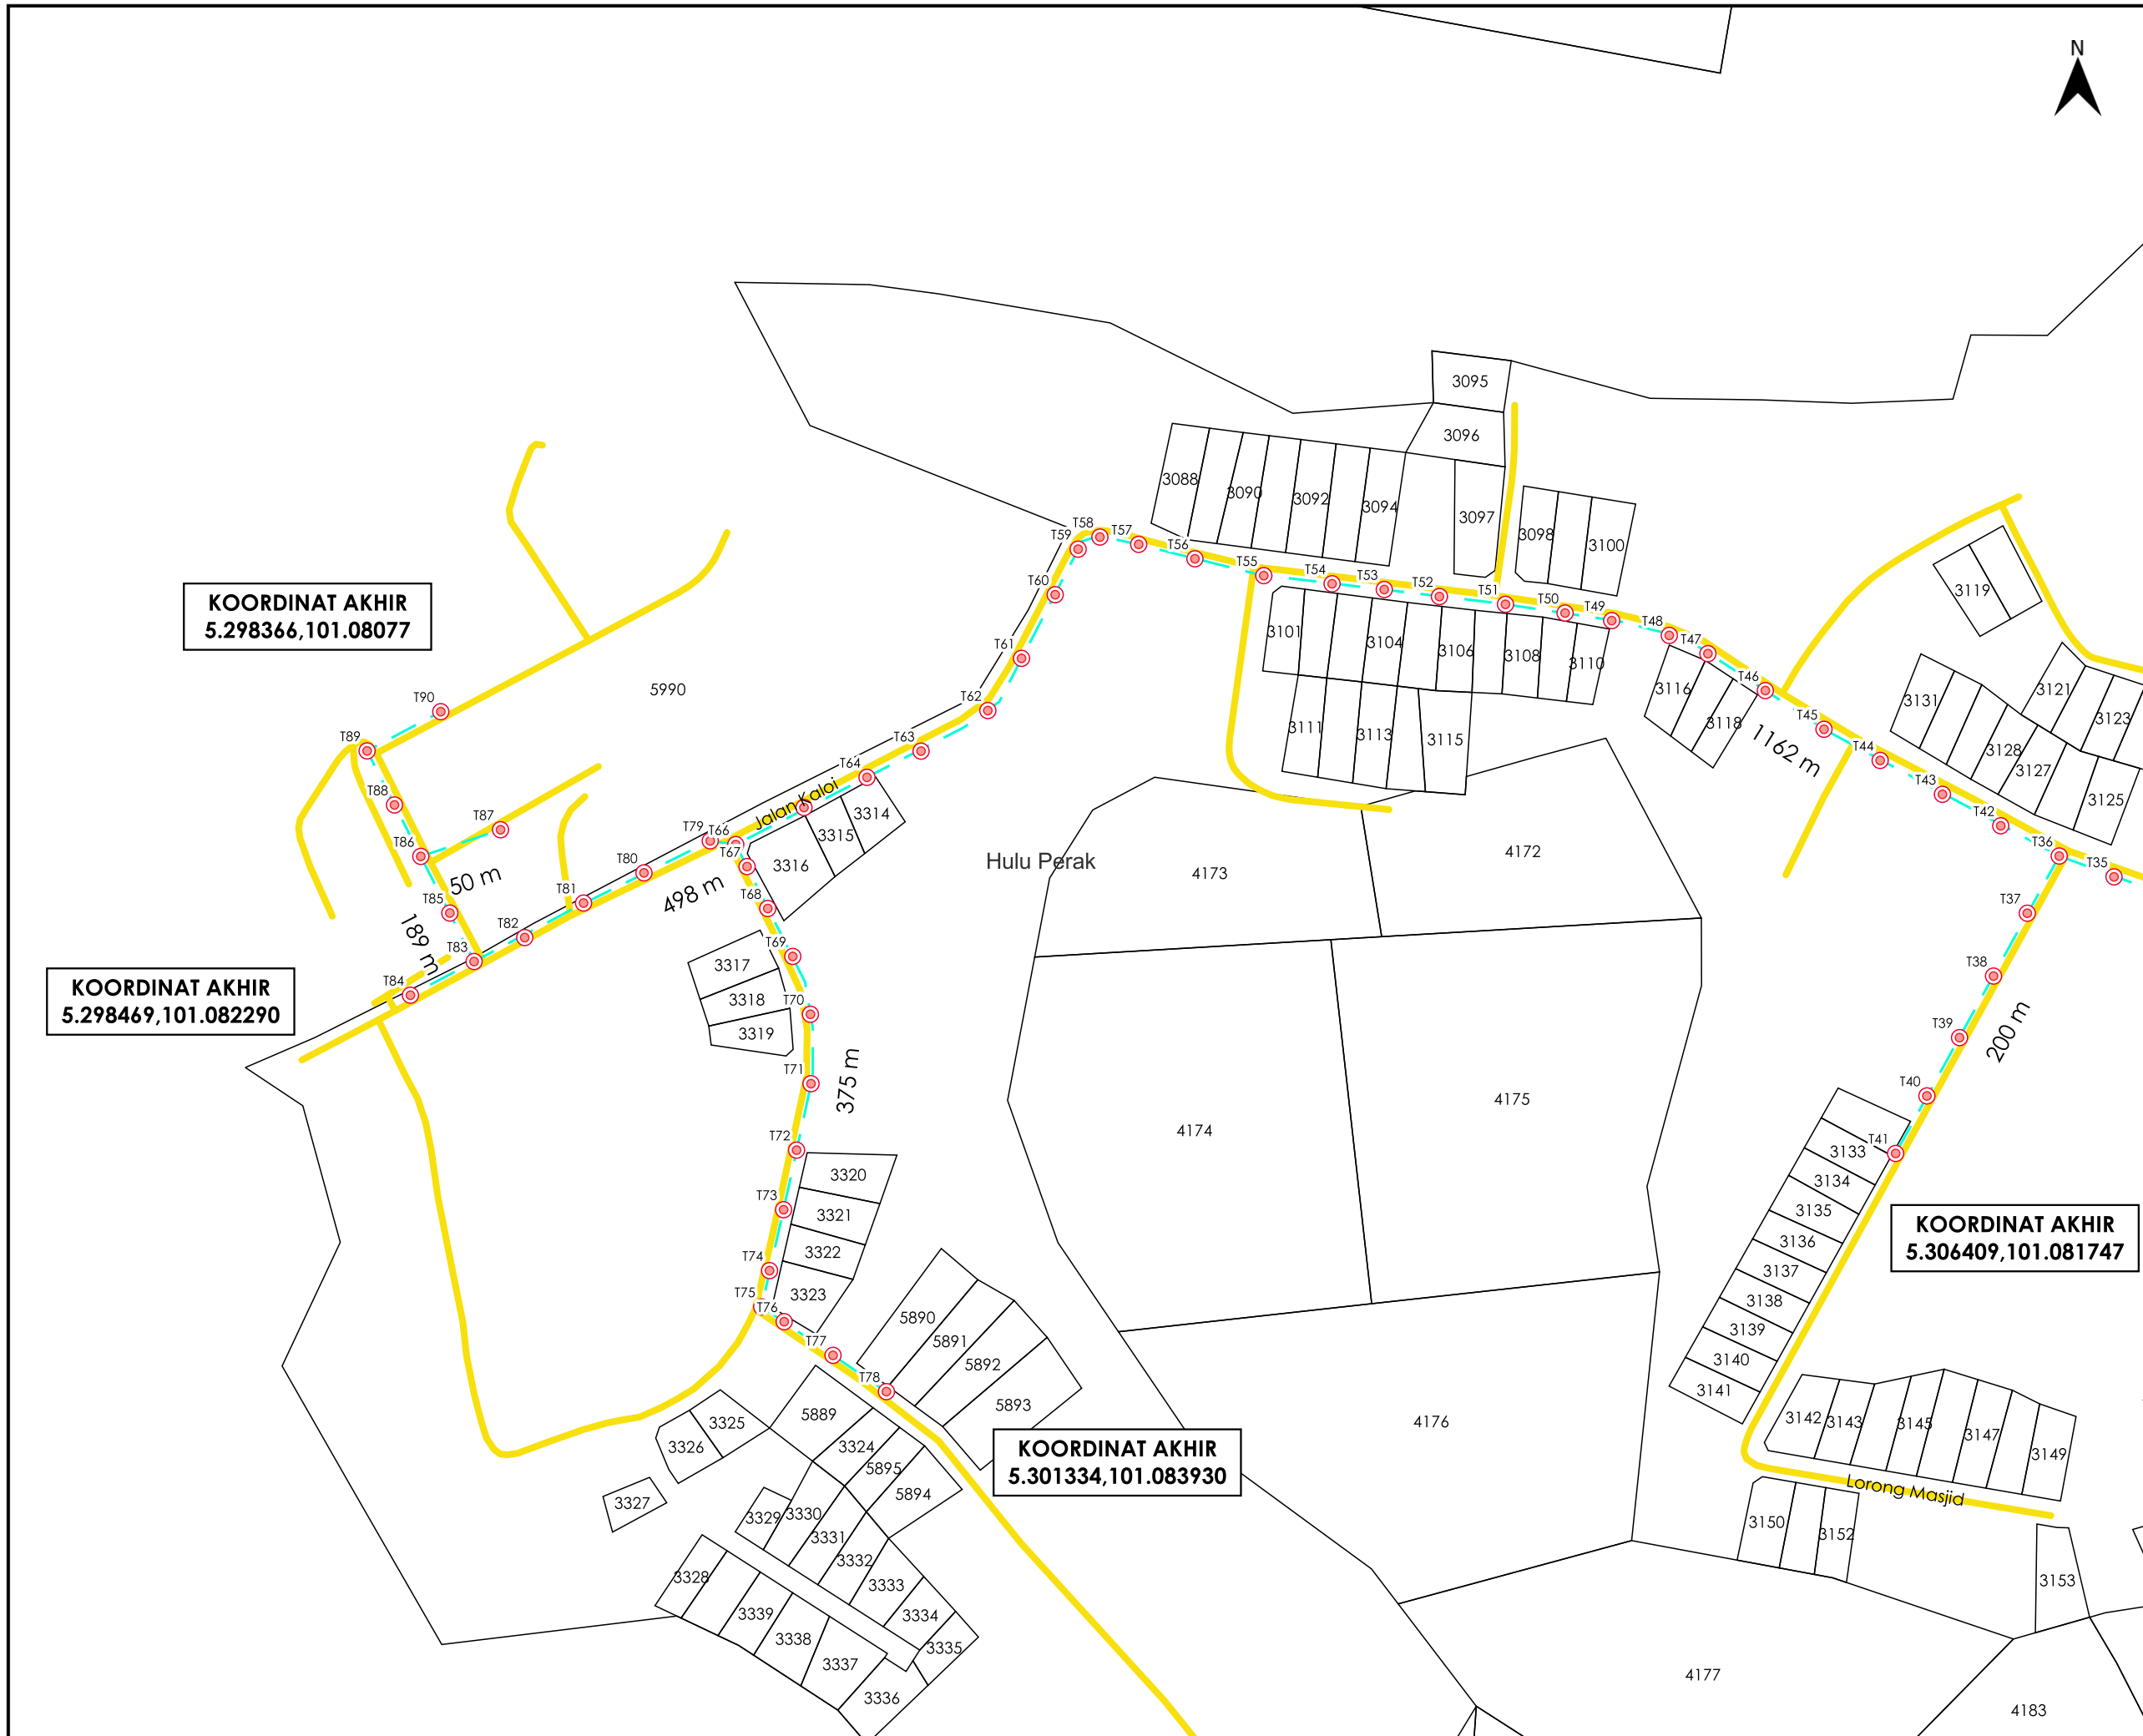 N
3095
3096
3088
3090
3092
3094
3097
3098
3100
T58
T57
T59
T56
T55
T54
T53
T52
T51
T50
T49
T48
T47
T46
T45
T44
T43
T42
T36
T35
T60
T61
T62
T63
T64
3119
3101
3104
3106
3108
3110
3116
3118
3121
3123
3131
3128
3127
3125
3111
3113
3115
1162 m
KOORDINAT AKHIR
5.298366,101.08077
5990
T90
T89
T88
T87
T86
T85
50 m
189 m
Jalan Kaloi
3314
3315
3316
T79
T66
T67
T80
498 m
T81
T82
T83
T84
T68
T69
T70
Hulu Perak
4173
4172
T37
T38
T39
T40
T41
200 m
KOORDINAT AKHIR
5.298469,101.082290
3317
3318
3319
T71
375 m
4174
4175
T72
T73
T74
T75
T76
T77
T78
3320
3321
3322
3323
3133
3134
3135
3136
3137
3138
3139
3140
3141
KOORDINAT AKHIR
5.306409,101.081747
5890
5891
5892
5893
5889
3324
5895
5894
3325
3326
3327
3329
3330
3331
3332
3333
3334
3335
3328
3339
3338
3337
3336
KOORDINAT AKHIR
5.301334,101.083930
4176
3142
3143
3145
3147
3149
Lorong Masjid
3150
3152
3153
4177
4183